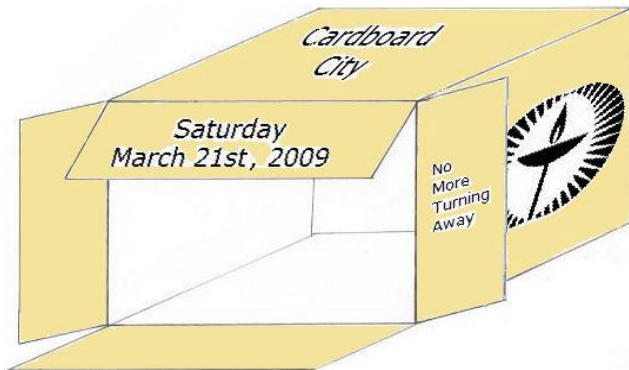 Cardboard
City
Saturday
March 21st, 2009
No
More
Turning
Away